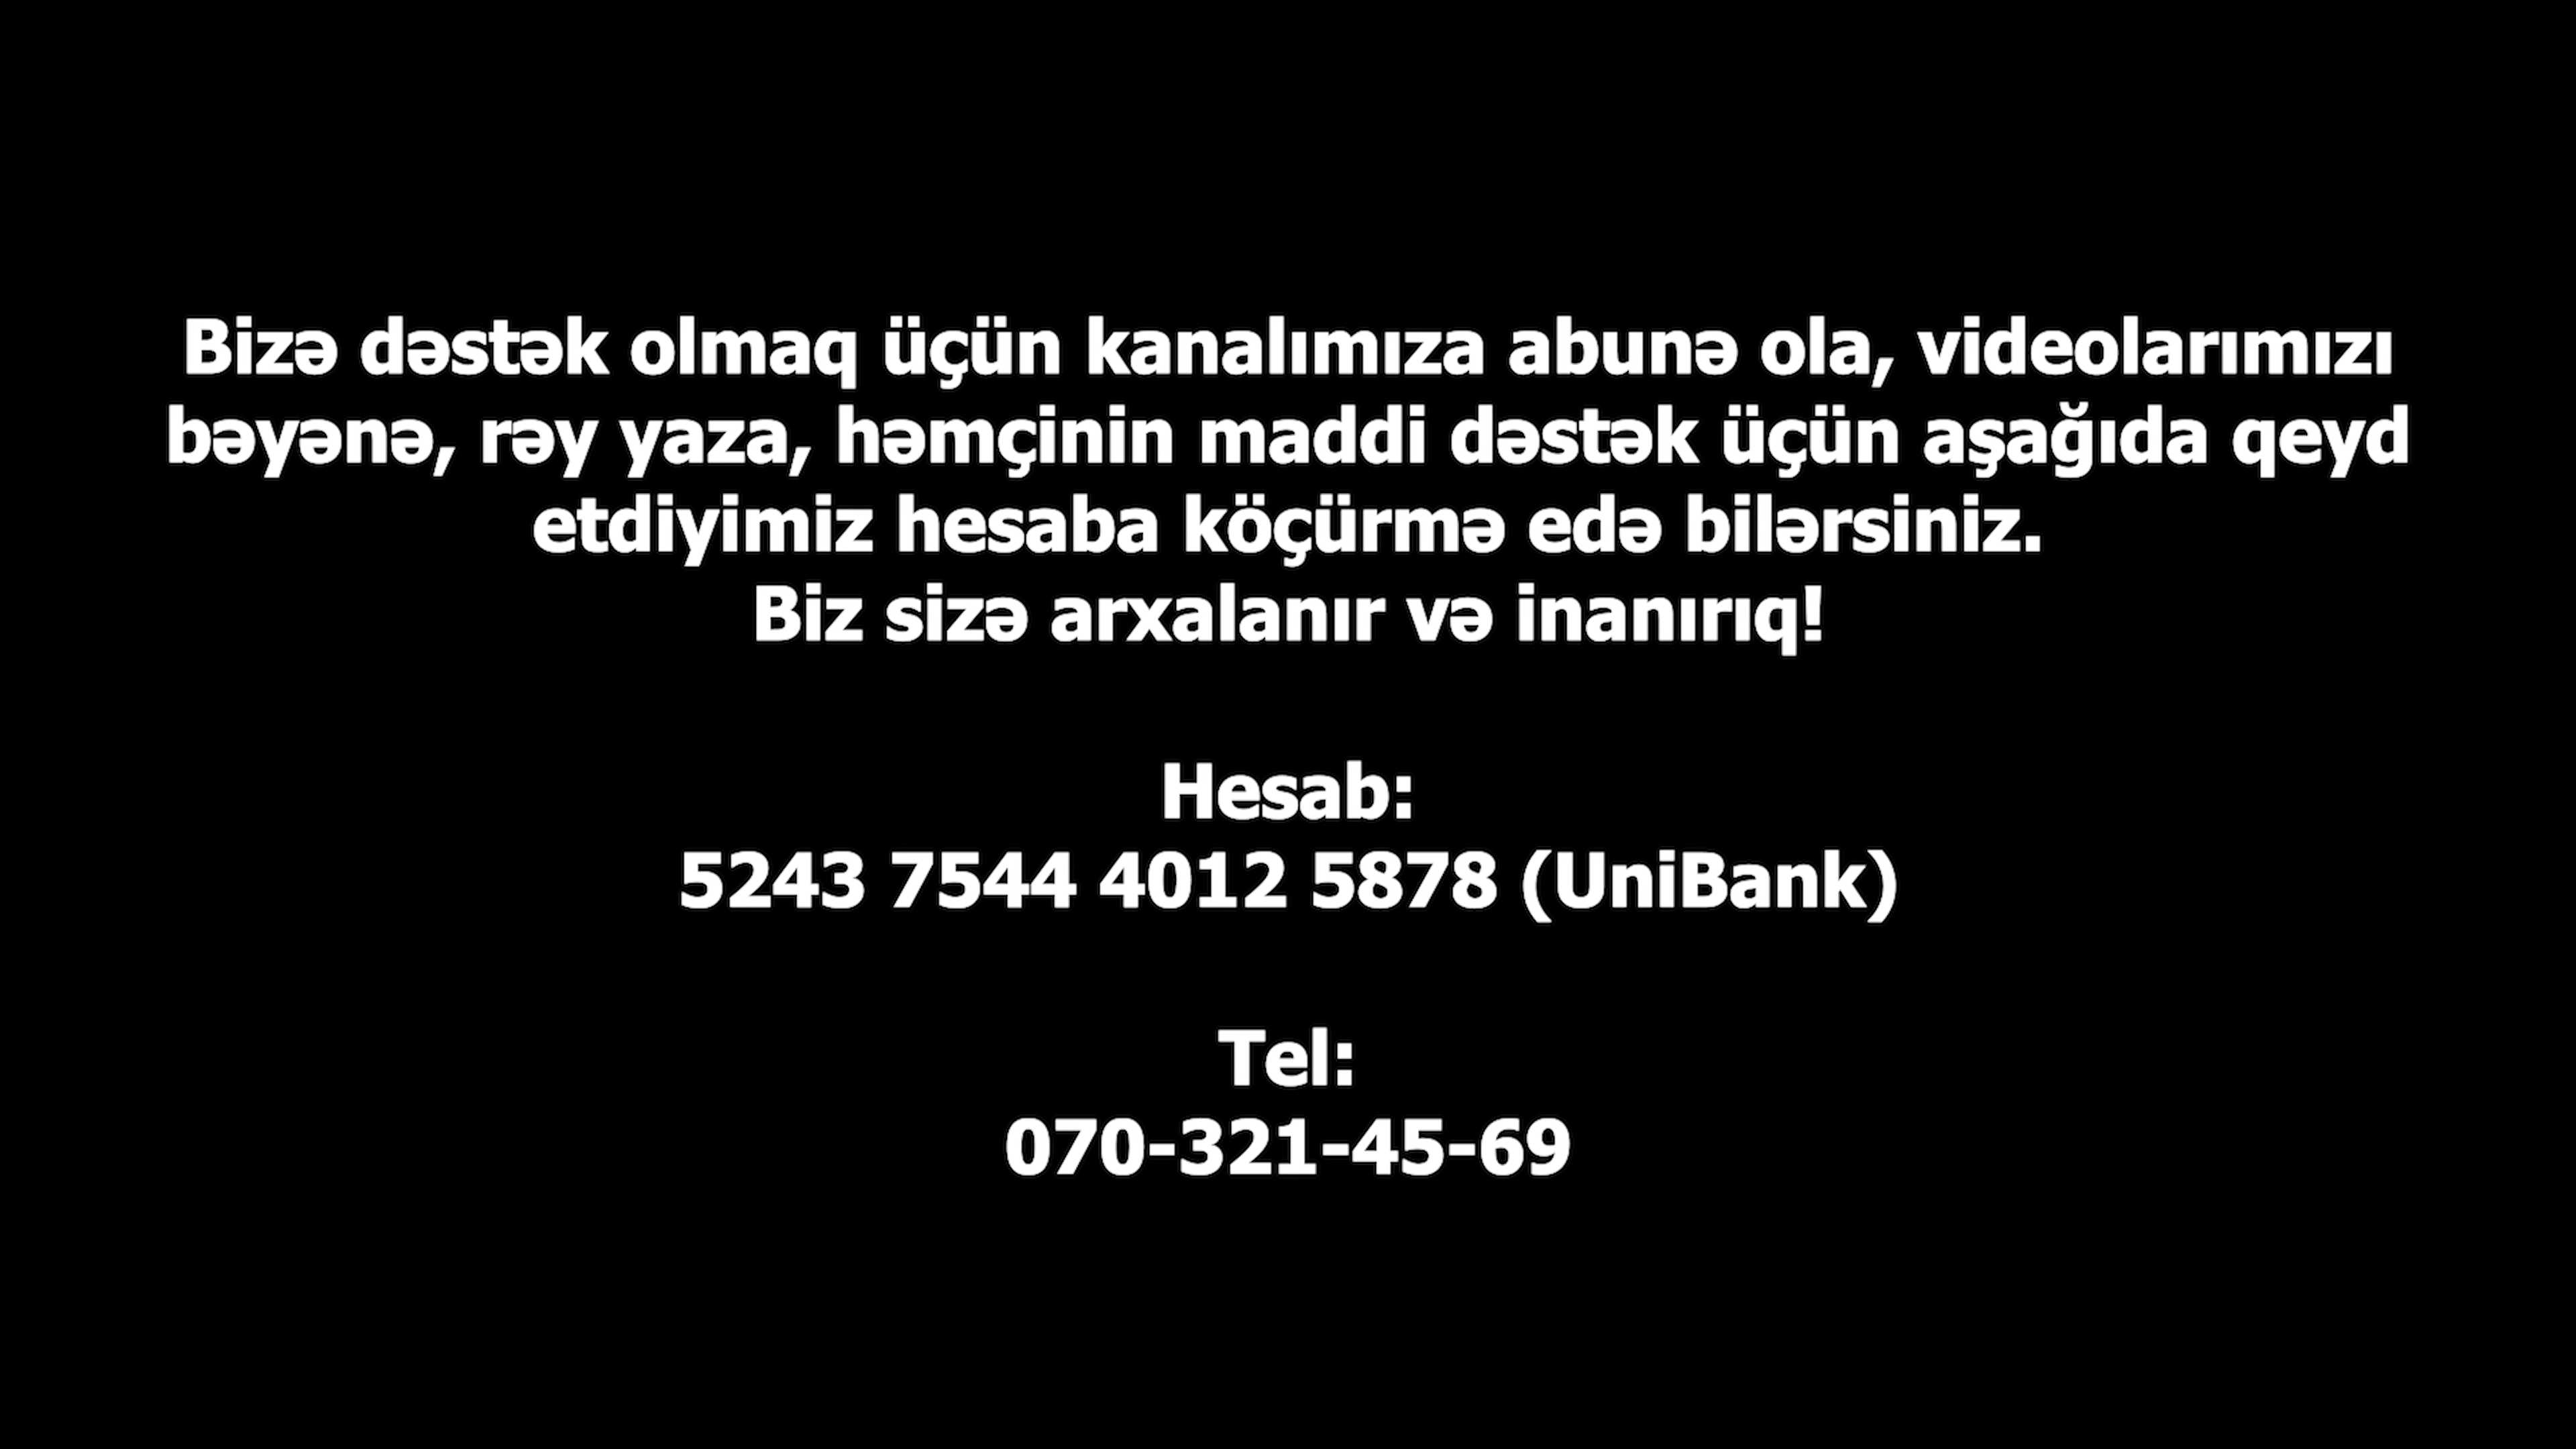 Bizə dəstək olmaq üçün kanalımıza abunə ola, videolarımızı
bəyənə, rəy yaza, həmçinin maddi dəstək üçün aşağıda qeyd
etdiyimiz hesaba köçürmə edə bilərsiniz.
Biz sizə arxalanır və inanırıq!
Hesab:
5243 7544 4012 5878 (UniBank)
Tel:
070-321-45-69